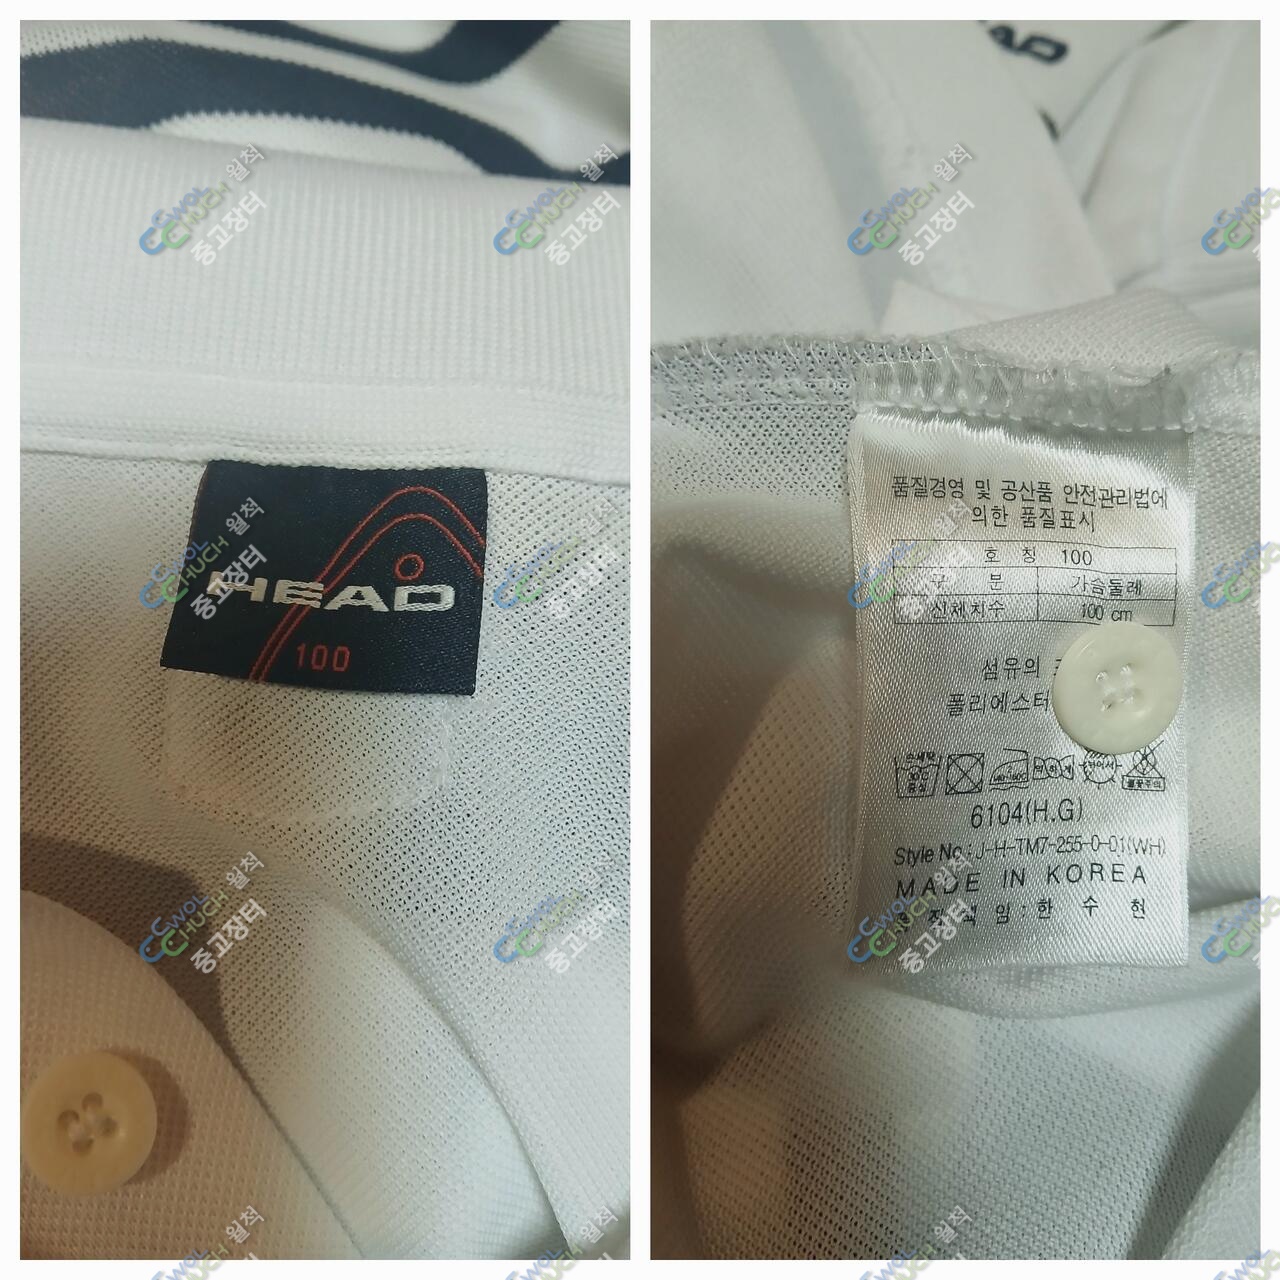 HEAD
100
AD
품질경영 및 공산품 안전관리법에
의한 품질표시
호 칭 100
구 분 가슴둘레
신체치수 100 cm
섬유의
폴리에스터
6104(H.G)
Style No : J-H-TM7-255-0-01(WH)
MADE IN KOREA
한 수 현
CWOL CHUCH 월척
중고장터